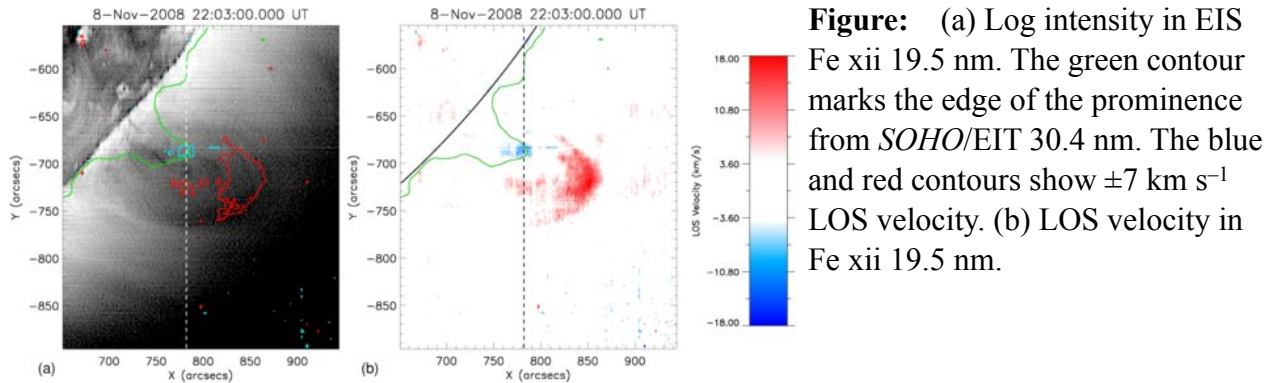 8-Nov-2008 22:03:00.000 UT
-600
-650
-700
-750
-800
-850
Y (arcsecs)
700 750 800 850 900
X (arcsecs)
(a)
8-Nov-2008 22:03:00.000 UT
-600
-650
-700
-750
-800
-850
Y (arcsecs)
700 750 800 850 900
X (arcsecs)
(b)
18.00
10.80
3.60
-3.60
-10.80
-18.00
LOS Velocity (km/s)
Figure: (a) Log intensity in EIS
Fe xii 19.5 nm. The green contour
marks the edge of the prominence
from SOHO/EIT 30.4 nm. The blue
and red contours show ±7 km s–1
LOS velocity. (b) LOS velocity in
Fe xii 19.5 nm.